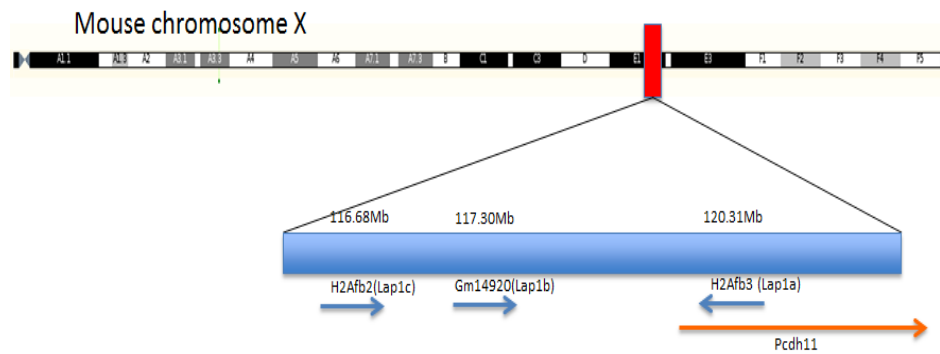 Mouse chromosome X
A1.1 A1.3 A2 A3.1 A3.3 A4 A5 A6 A7.1 A7.3 B C1 C3 D E1 E3 F1 F2 F3 F4 F5
116.68Mb 117.30Mb 120.31Mb
H2Afb2(Lap1c) Gm14920(Lap1b) H2Afb3 (Lap1a)
Pcdh11